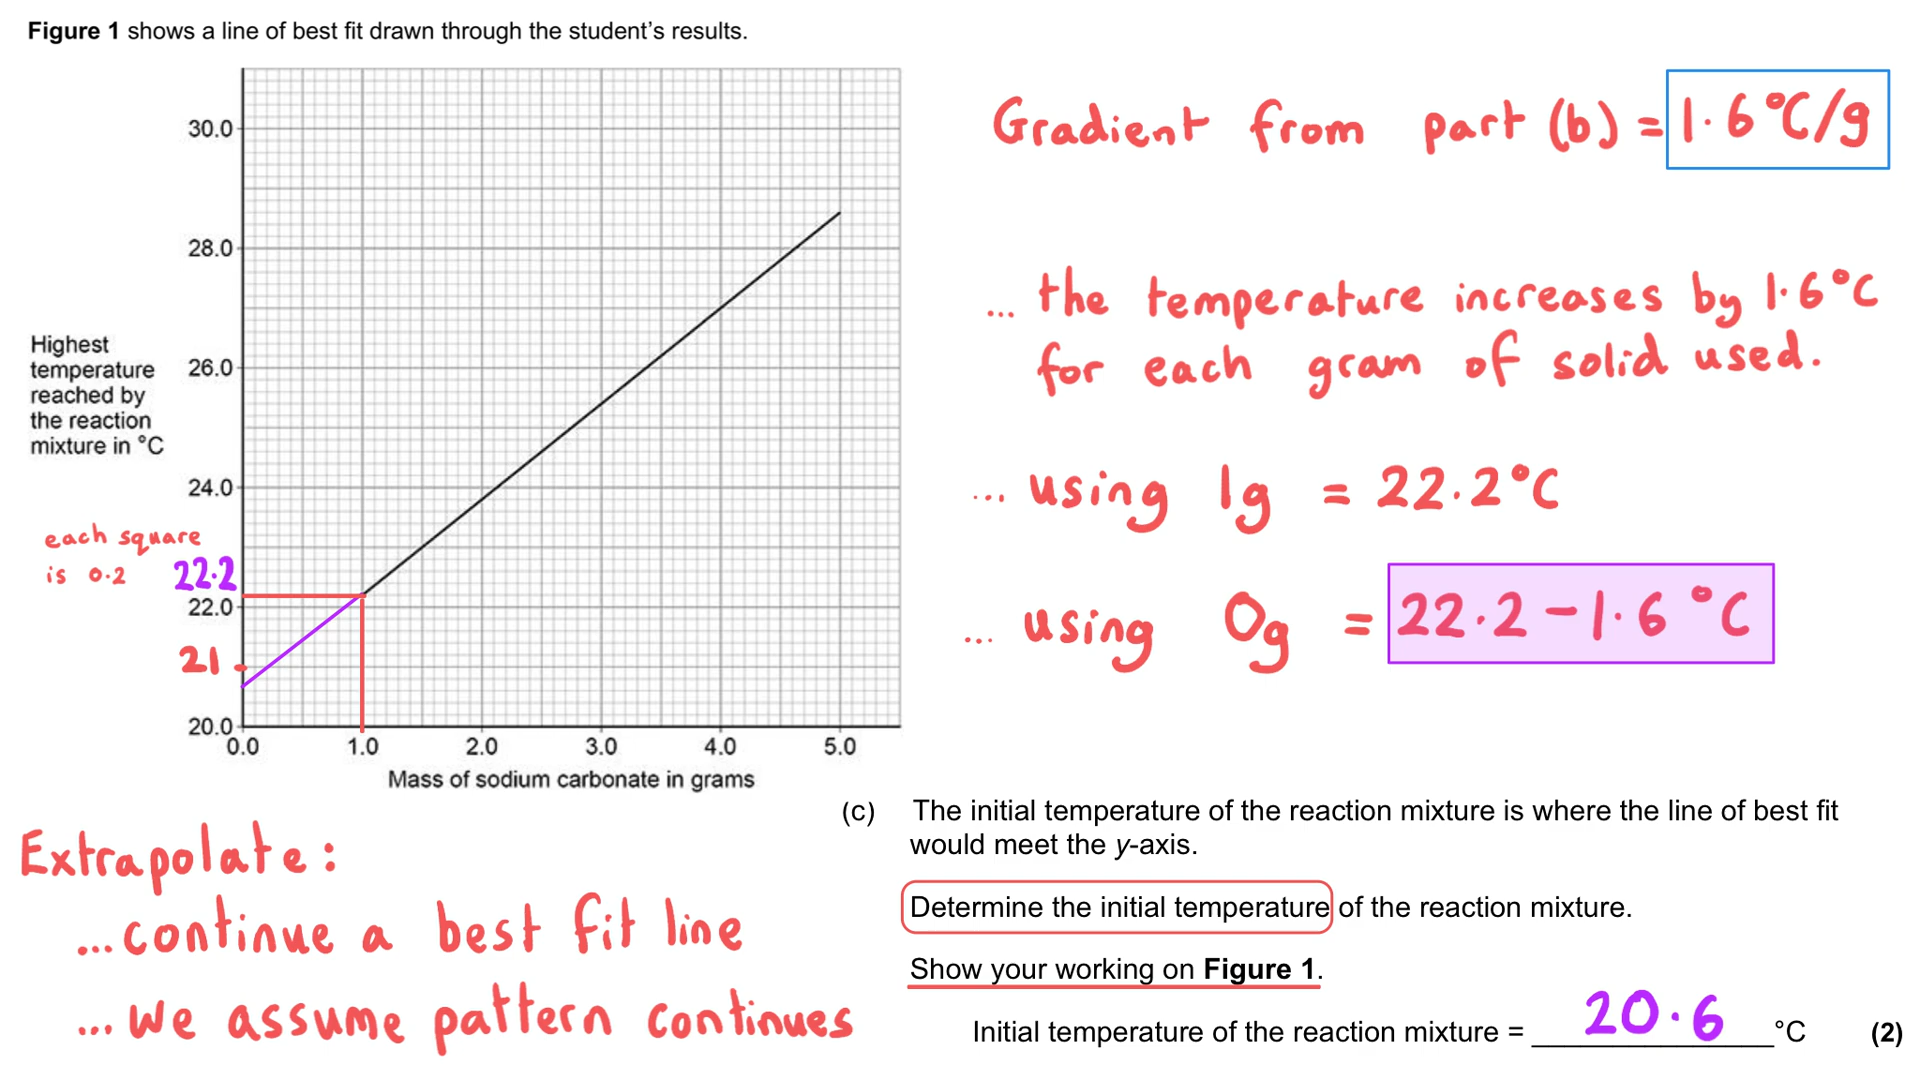 Figure 1 shows a line of best fit drawn through the student's results.
30.0
28.0
26.0
24.0
22.0
20.0
Highest
temperature
reached by
the reaction
mixture in °C
each square
is 0.2
22.2
21
0.0 1.0 2.0 3.0 4.0 5.0
Mass of sodium carbonate in grams
Gradient from part (b) = 1.6°C/g
... the temperature increases by 1.6°C
for each gram of solid used.
... using 1g = 22.2°C
... using 0g = 22.2 - 1.6 °C
Extrapolate:
... continue a best fit line
... we assume pattern continues
(c) The initial temperature of the reaction mixture is where the line of best fit
would meet the y-axis.
Determine the initial temperature of the reaction mixture.
Show your working on Figure 1.
Initial temperature of the reaction mixture = 20.6 °C (2)